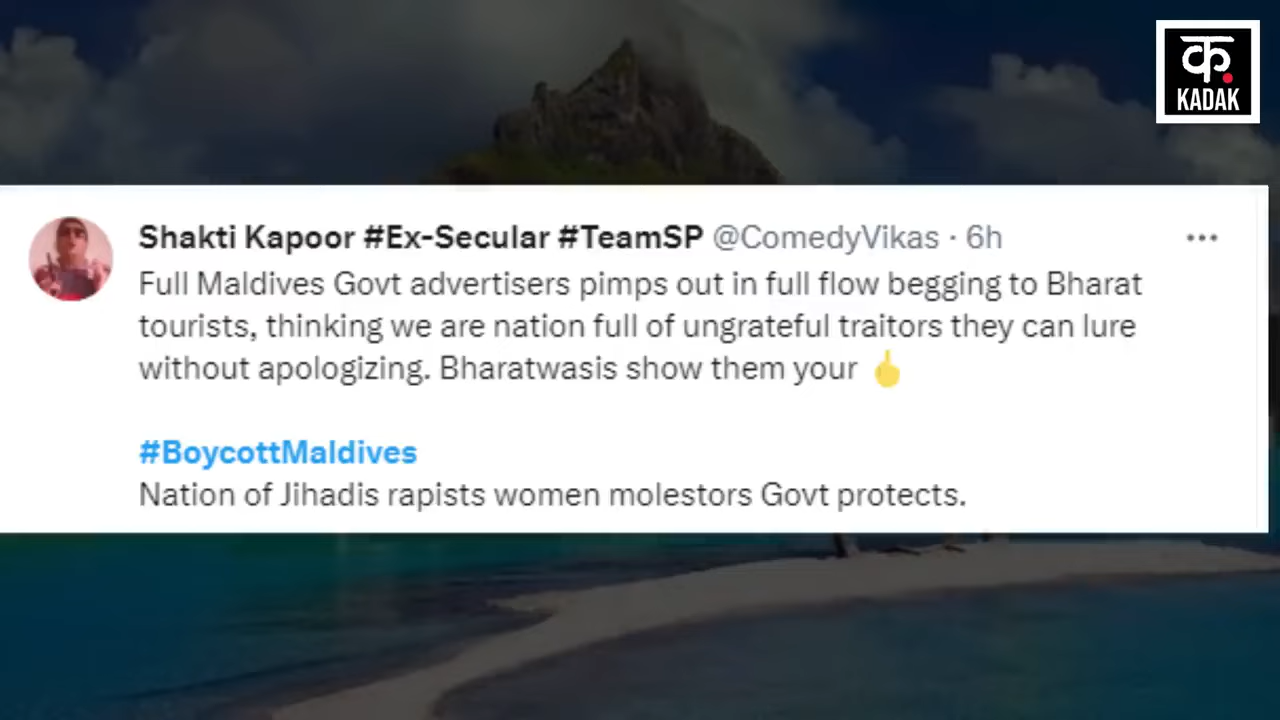 क.
KADAK
Shakti Kapoor #Ex-Secular #TeamSP @ComedyVikas · 6h
Full Maldives Govt advertisers pimps out in full flow begging to Bharat
tourists, thinking we are nation full of ungrateful traitors they can lure
without apologizing. Bharatwasis show them your 🖕
#BoycottMaldives
Nation of Jihadis rapists women molestors Govt protects.